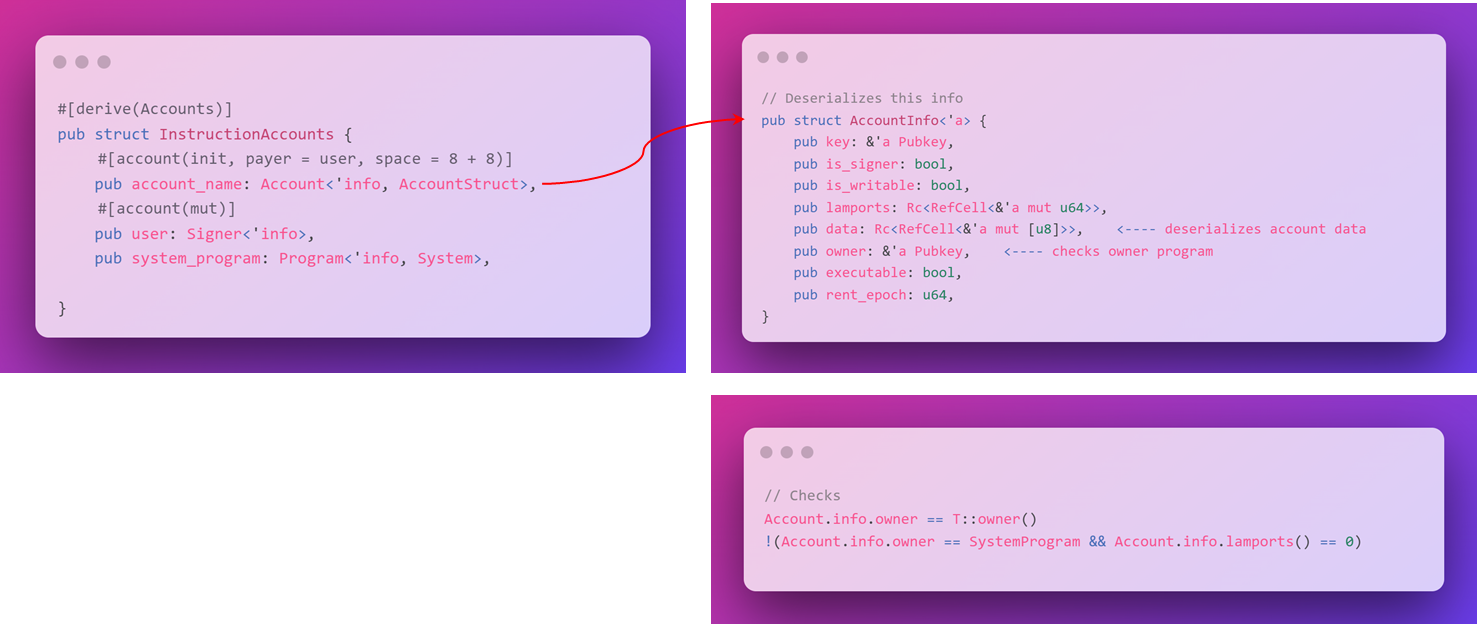 #[derive(Accounts)]
pub struct InstructionAccounts {
    #[account(init, payer = user, space = 8 + 8)]
    pub account_name: Account<'info, AccountStruct>,
    #[account(mut)]
    pub user: Signer<'info>,
    pub system_program: Program<'info, System>,
}
// Deserializes this info
pub struct AccountInfo<'a> {
    pub key: &'a Pubkey,
    pub is_signer: bool,
    pub is_writable: bool,
    pub lamports: Rc<RefCell<&'a mut u64>>,
    pub data: Rc<RefCell<&'a mut [u8]>>,    <---- deserializes account data
    pub owner: &'a Pubkey,    <---- checks owner program
    pub executable: bool,
    pub rent_epoch: u64,
}
// Checks
Account.info.owner == T::owner()
!(Account.info.owner == SystemProgram && Account.info.lamports() == 0)